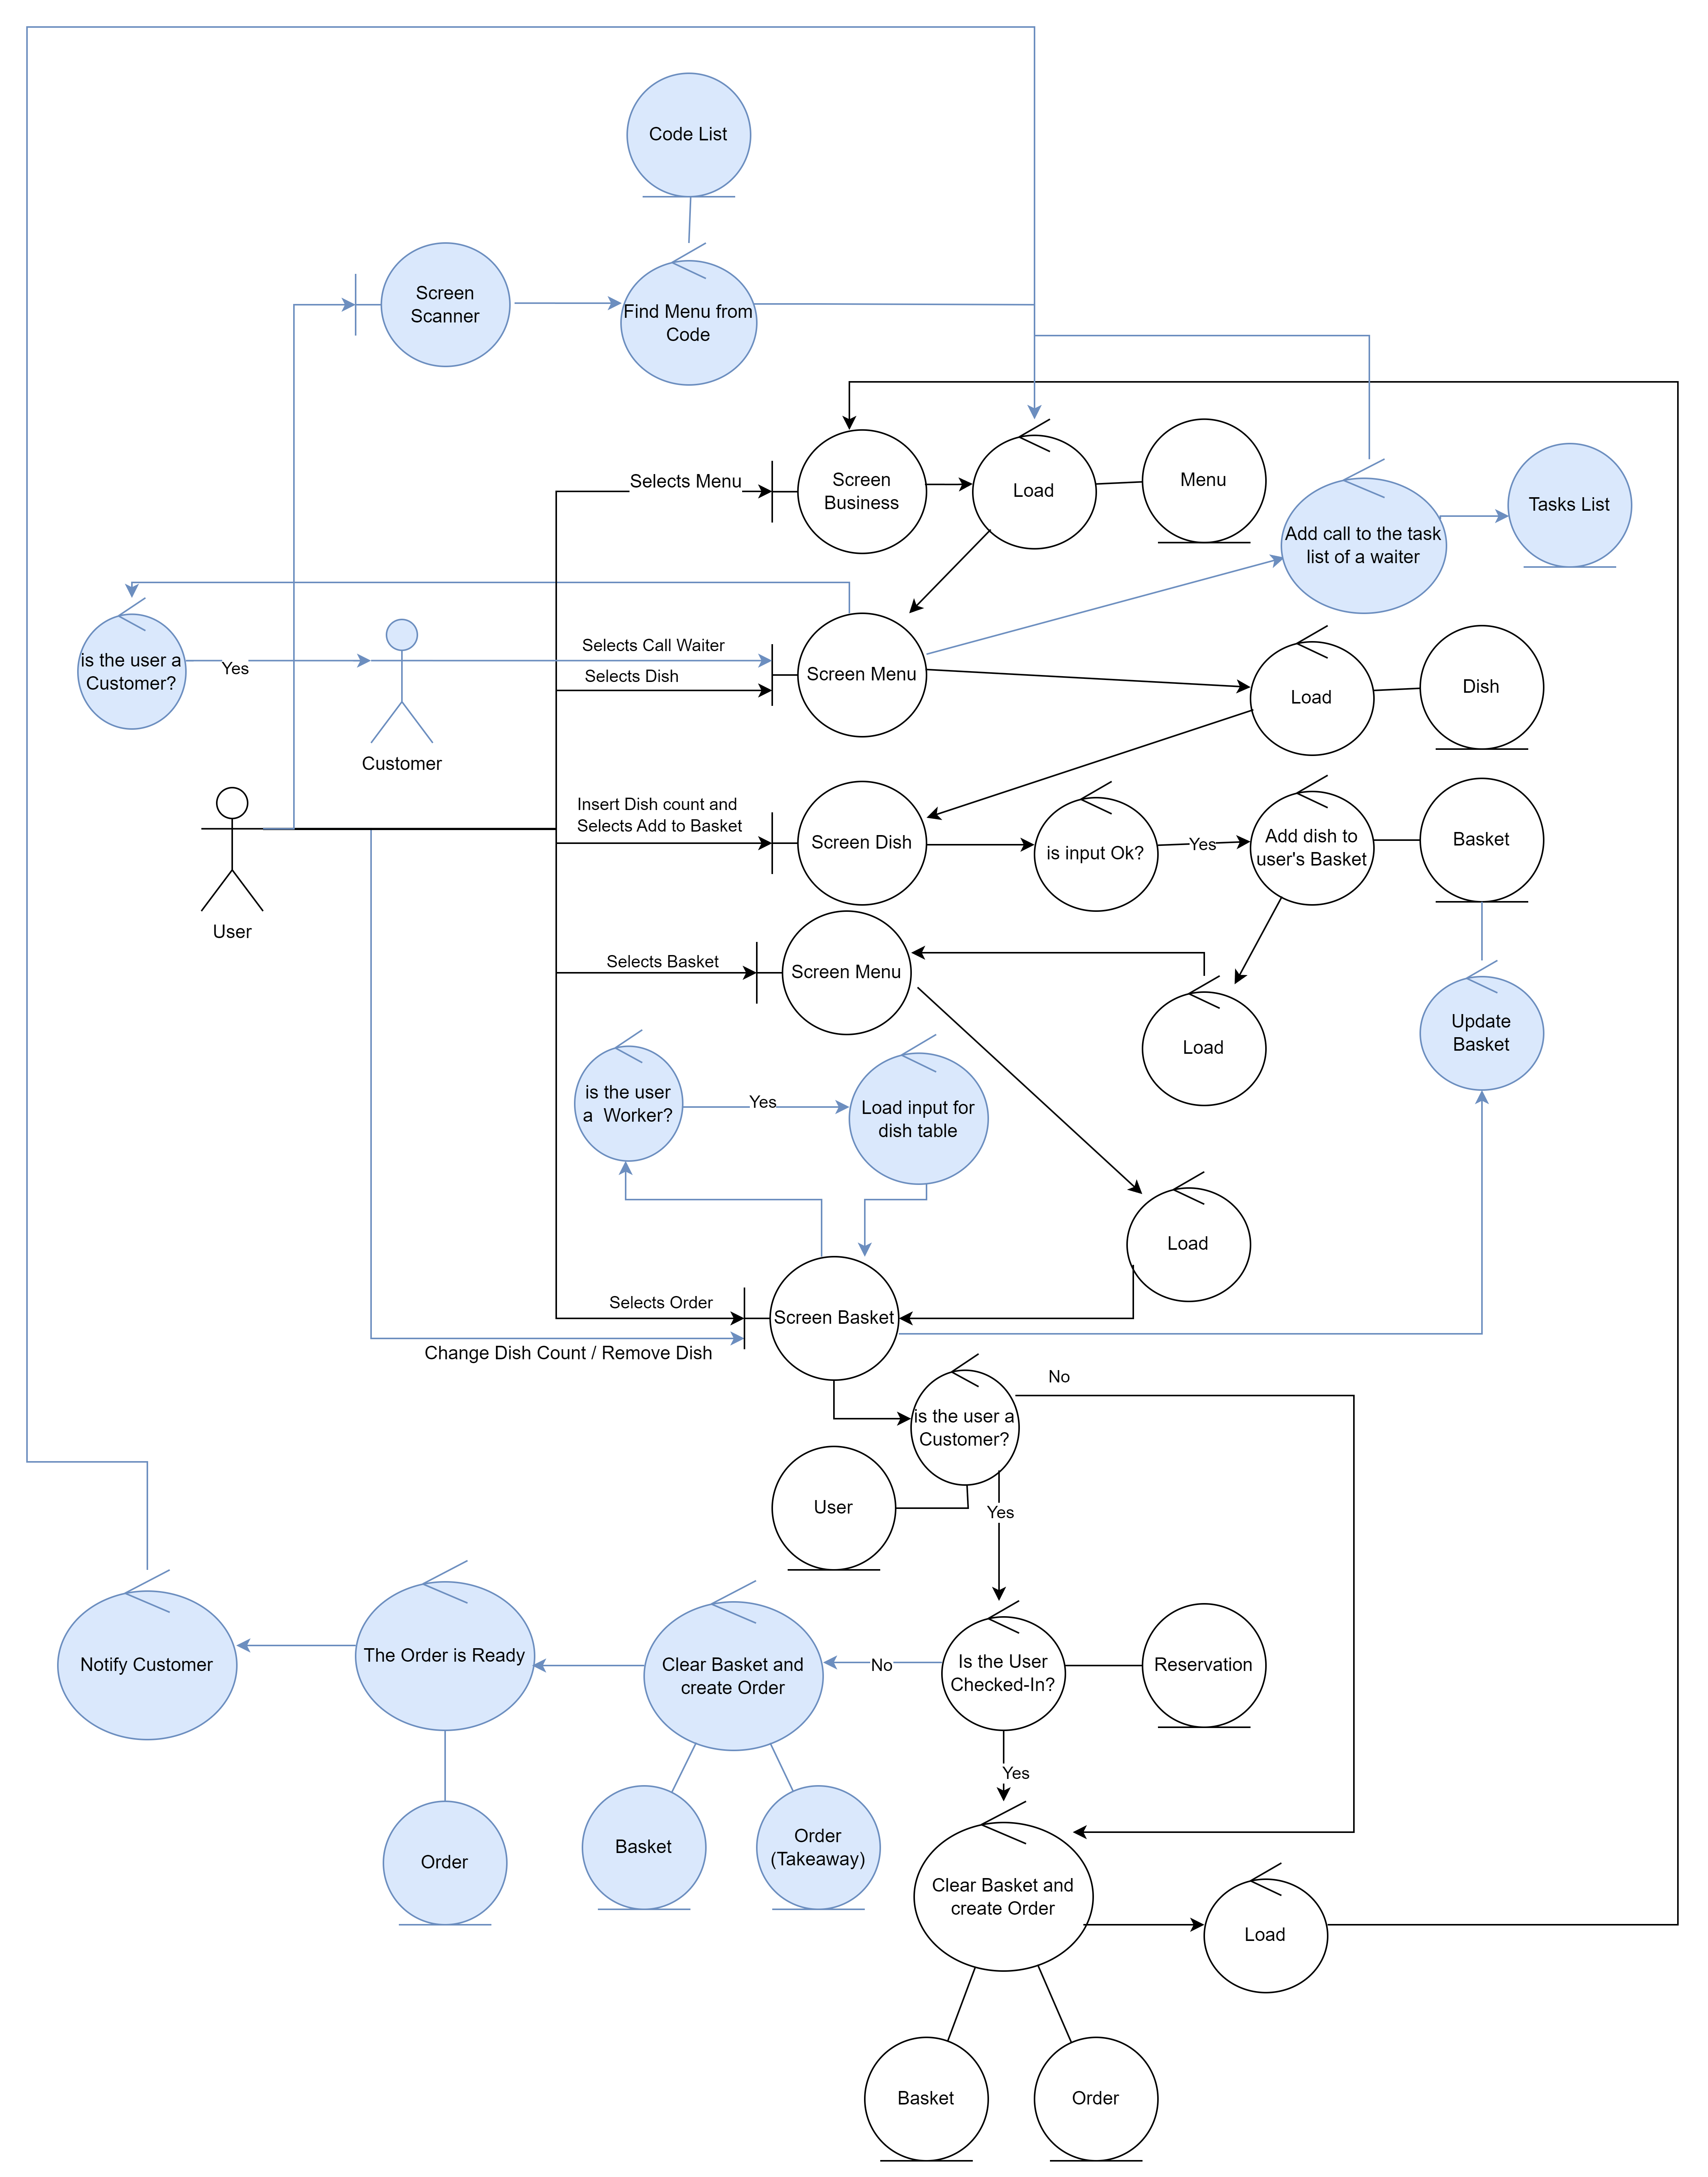 Code List
Screen
Scanner
Find Menu from
Code
Selects Menu
Screen
Business
Load
Menu
Add call to the task
list of a waiter
Tasks List
is the user a
Customer?
Yes
Customer
Selects Call Waiter
Selects Dish
Screen Menu
Load
Dish
User
Insert Dish count and
Selects Add to Basket
Screen Dish
is input Ok?
Yes
Add dish to
user's Basket
Basket
Selects Basket
Screen Menu
Load
Update
Basket
is the user
a  Worker?
Yes
Load input for
dish table
Load
Selects Order
Screen Basket
Change Dish Count / Remove Dish
is the user a
Customer?
No
User
Yes
Notify Customer
The Order is Ready
Clear Basket and
create Order
No
Is the User
Checked-In?
Reservation
Yes
Order
Basket
Order
(Takeaway)
Clear Basket and
create Order
Load
Basket
Order